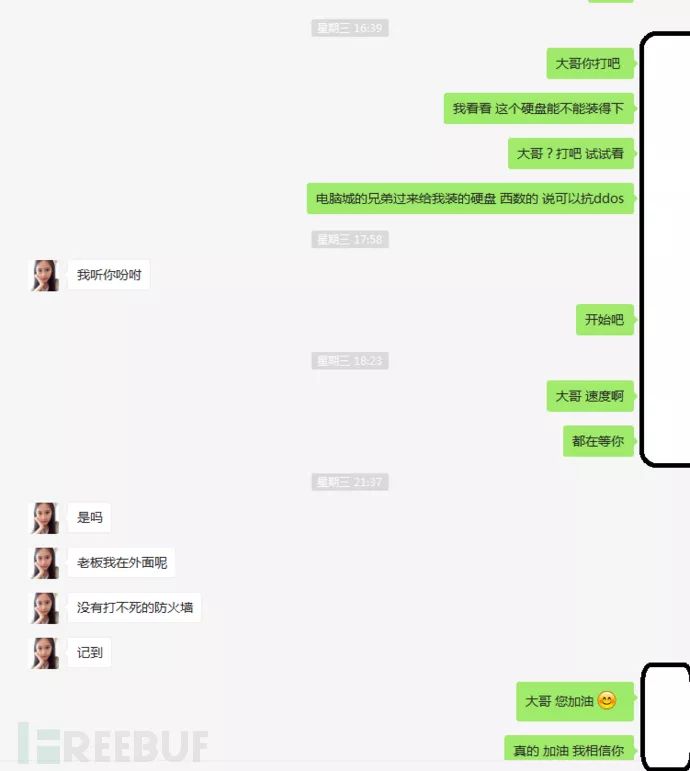 星期三 16:39
大哥你打吧
我看看 这个硬盘能不能装得下
大哥？打吧 试试看
电脑城的兄弟过来给我装的硬盘 西数的 说可以抗ddos
星期三 17:58
我听你吩咐
开始吧
星期三 18:23
大哥 速度啊
都在等你
星期三 21:37
是吗
老板我在外面呢
没有打不死的防火墙
记到
大哥 您加油 😊
真的 加油 我相信你
FREEBUF